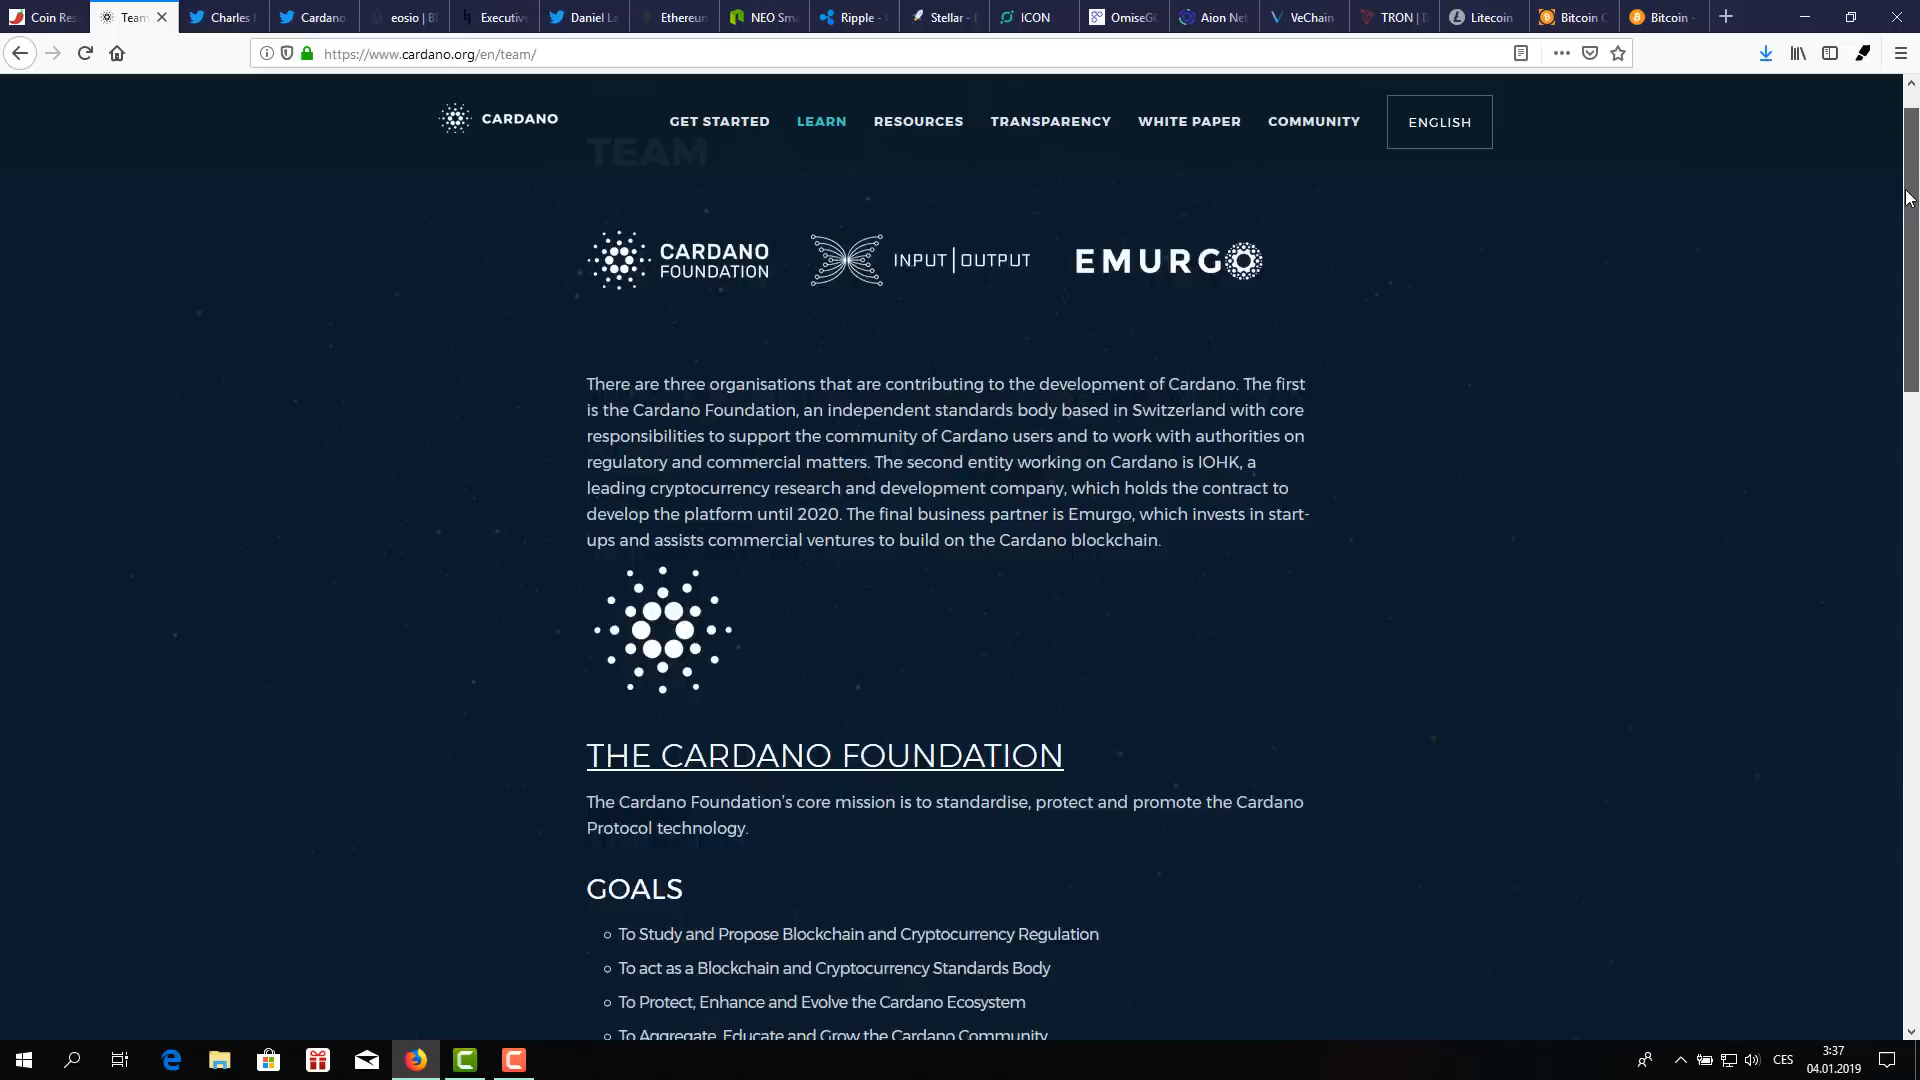 Coin Re
Team
Charles
Cardano
eosio | Bl
Executive
Daniel La
Ethereum
NEO Sma
Ripple -
Stellar -
ICON
OmiseGO
Aion Net
VeChain
TRON |
Litecoin
Bitcoin C
Bitcoin -
https://www.cardano.org/en/team/
CARDANO
GET STARTED LEARN RESOURCES TRANSPARENCY WHITE PAPER COMMUNITY ENGLISH
TEAM
CARDANO
FOUNDATION
INPUT | OUTPUT
EMURGO
There are three organisations that are contributing to the development of Cardano. The first
is the Cardano Foundation, an independent standards body based in Switzerland with core
responsibilities to support the community of Cardano users and to work with authorities on
regulatory and commercial matters. The second entity working on Cardano is IOHK, a
leading cryptocurrency research and development company, which holds the contract to
develop the platform until 2020. The final business partner is Emurgo, which invests in start-
ups and assists commercial ventures to build on the Cardano blockchain.
THE CARDANO FOUNDATION
The Cardano Foundation's core mission is to standardise, protect and promote the Cardano
Protocol technology.
GOALS
To Study and Propose Blockchain and Cryptocurrency Regulation
To act as a Blockchain and Cryptocurrency Standards Body
To Protect, Enhance and Evolve the Cardano Ecosystem
To Aggregate, Educate and Grow the Cardano Community
CES
3:37
04.01.2019